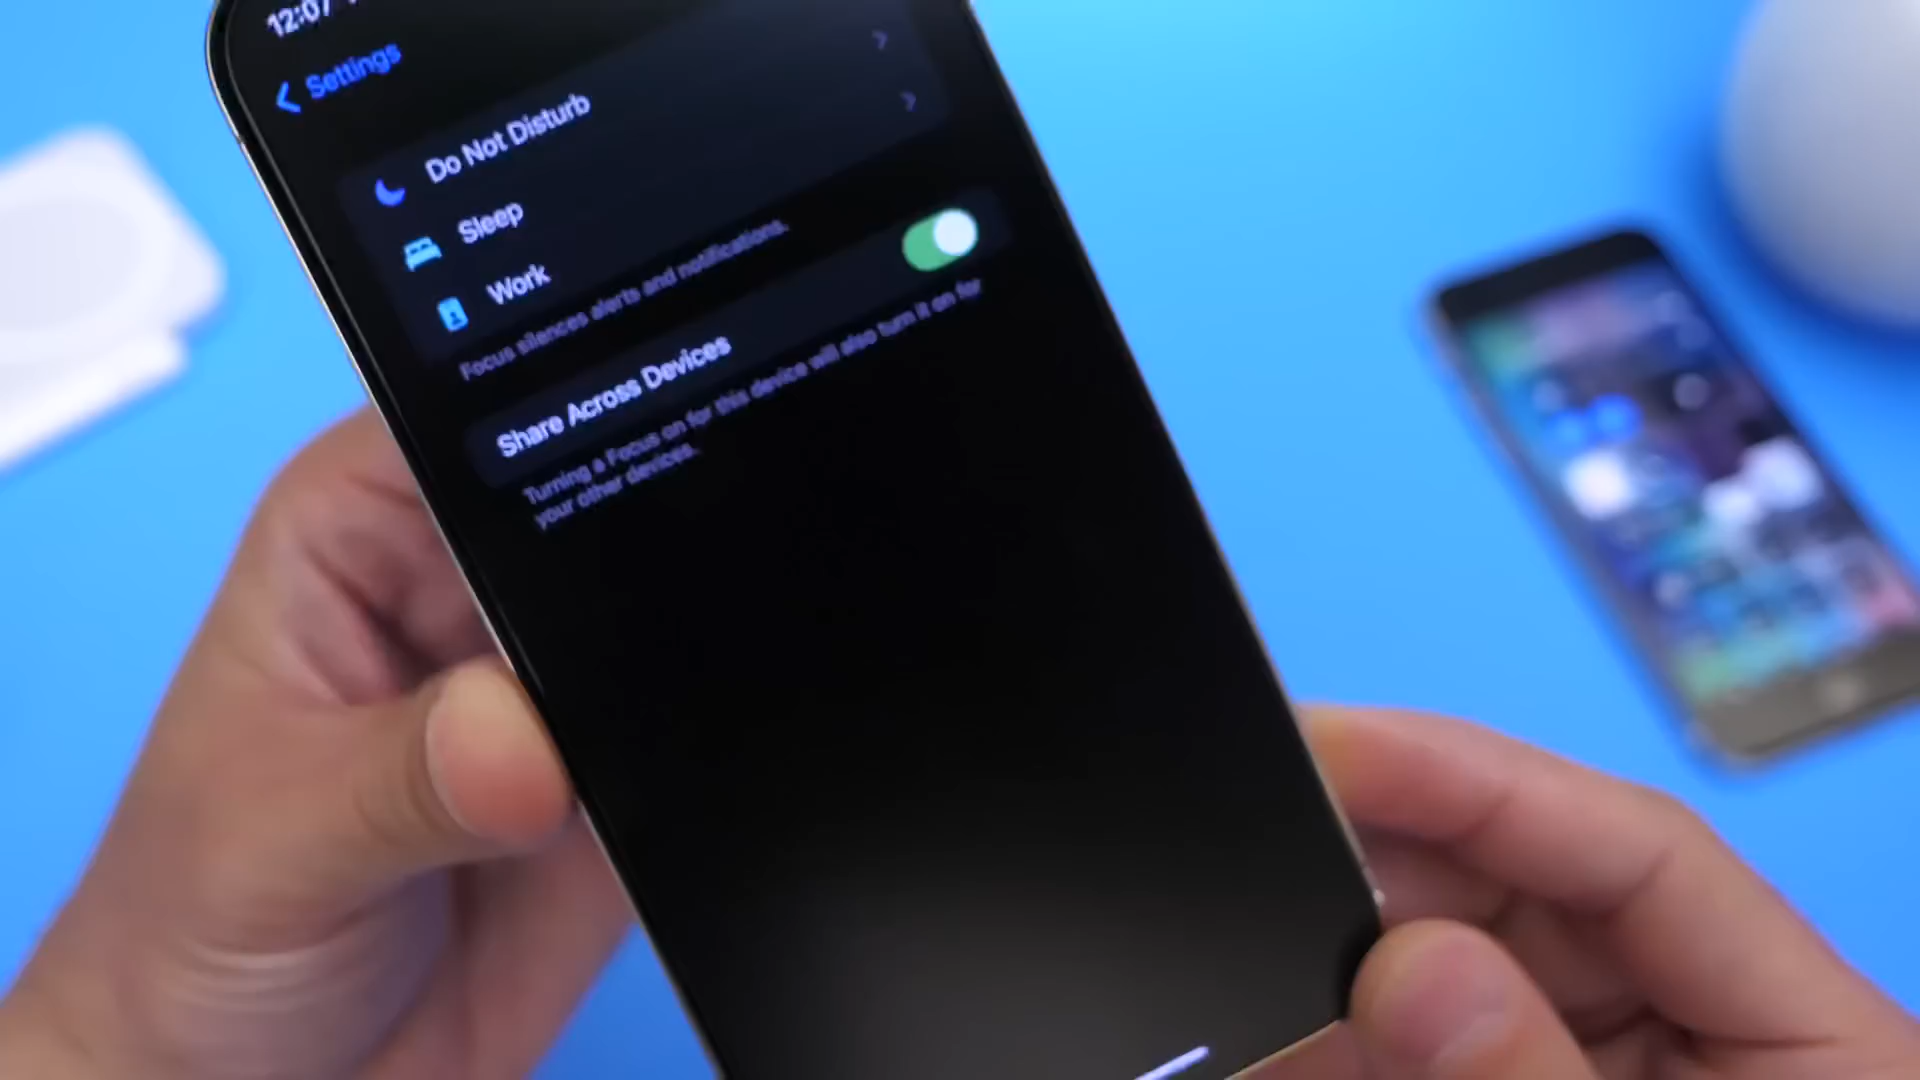 12:07
Settings
Do Not Disturb
Sleep
Work
Focus silences alerts and notifications.
Share Across Devices
Turning a Focus on for this device will also turn it on for
your other devices.